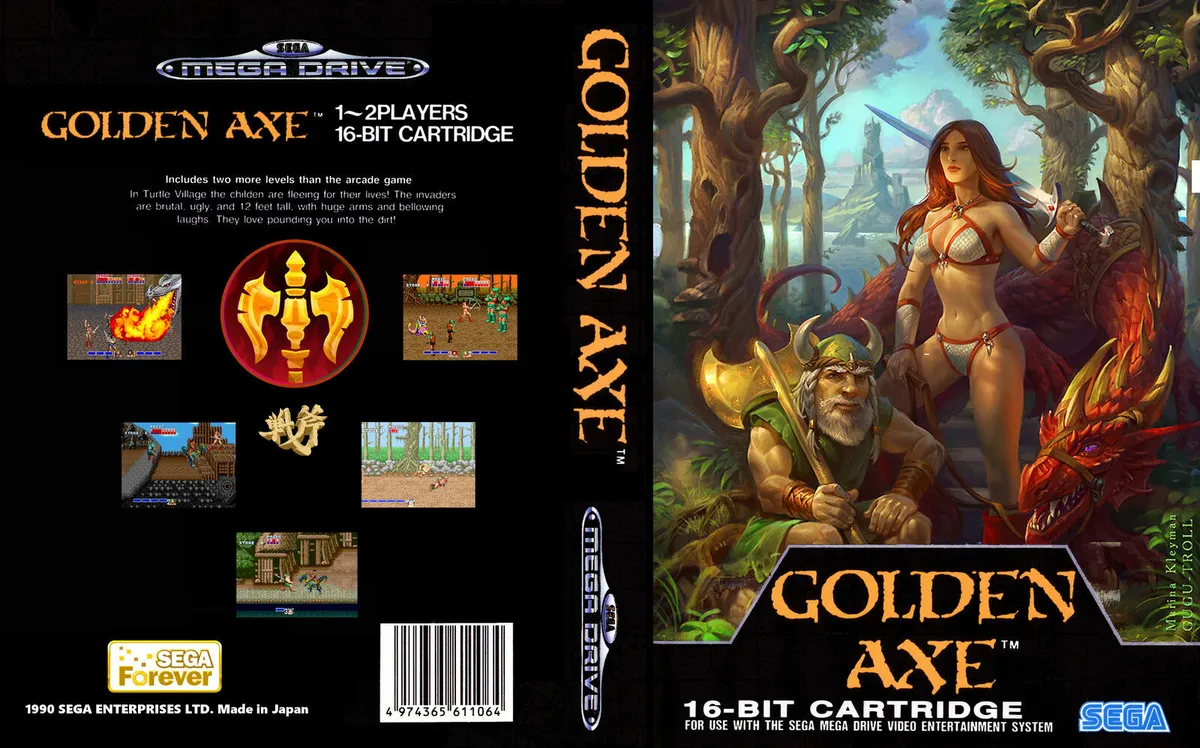 SEGA
MEGA DRIVE
GOLDEN AXE™
1~2PLAYERS
16-BIT CARTRIDGE
Includes two more levels than the arcade game
In Turtle Village the childen are fleeing for their lives! The invaders
are brutal, ugly, and 12 feet tall, with huge arms and bellowing
laughs. They love pounding you into the dirt!
戦斧
SEGA
Forever
1990 SEGA ENTERPRISES LTD. Made in Japan
4 974365 611064
GOLDEN AXE™
SEGA
MEGA DRIVE
Marina Kleyman
GUGU-TROLL
GOLDEN
AXE™
16-BIT CARTRIDGE
FOR USE WITH THE SEGA MEGA DRIVE VIDEO ENTERTAINMENT SYSTEM
SEGA